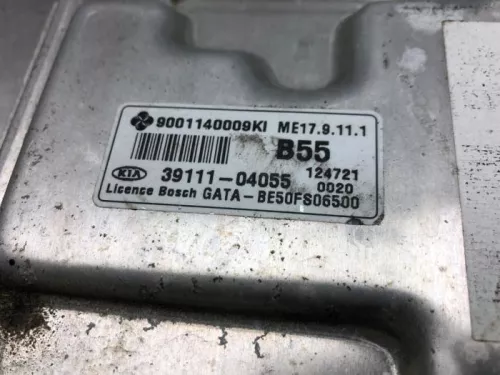 9001140009KI ME17.9.11.1
B55
KIA 39111-04055 124721
0020
Licence Bosch GATA-BE50FS06500